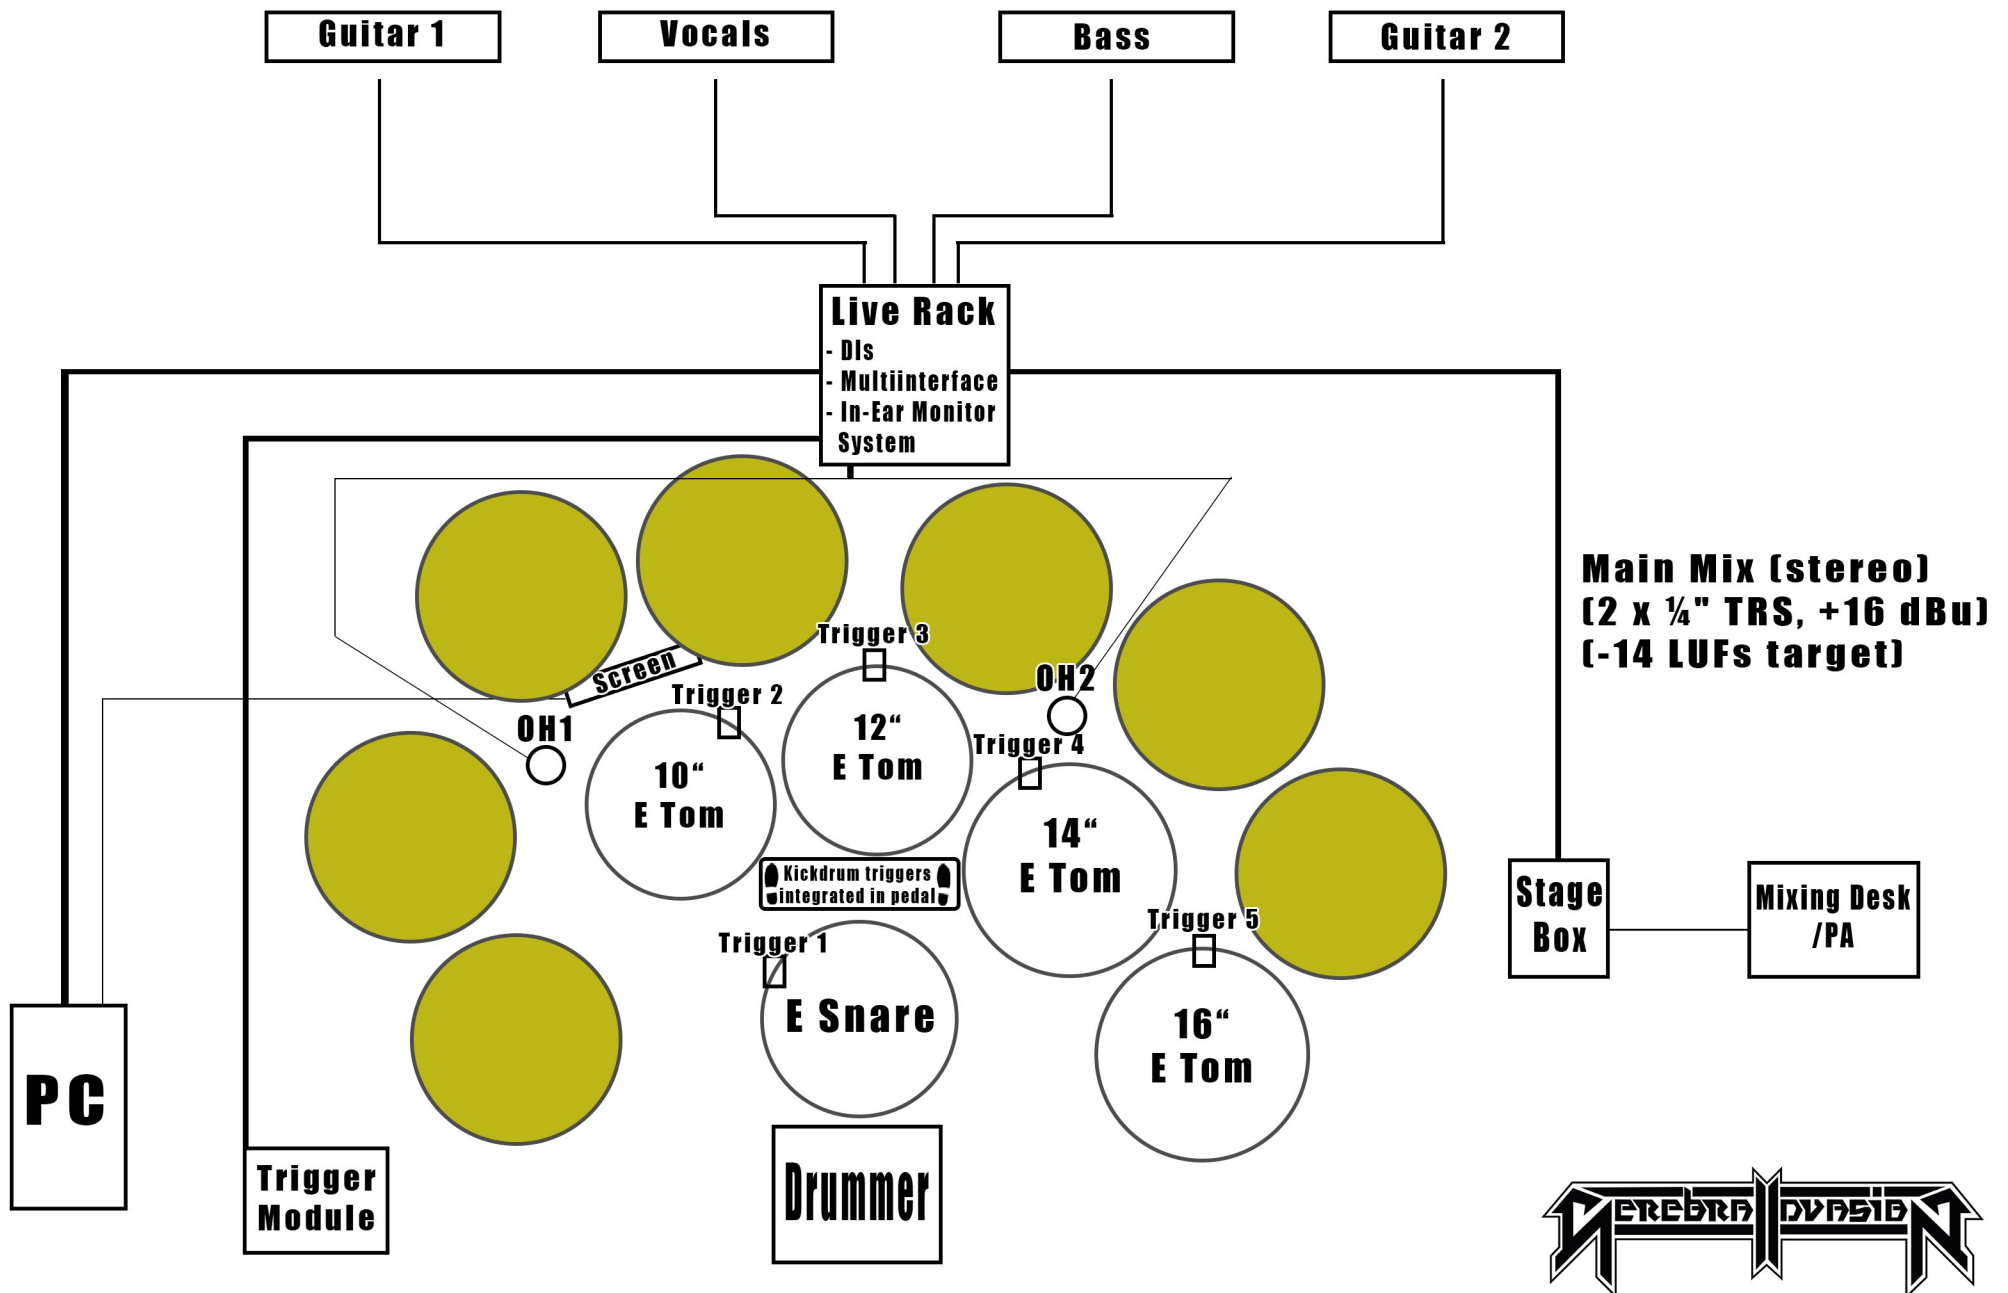 Guitar 1
Vocals
Bass
Guitar 2
Live Rack
- DIs
- Multiinterface
- In-Ear Monitor
System
Main Mix (stereo)
(2 x ¼" TRS, +16 dBu)
(-14 LUFs target)
Trigger 3
Screen
Trigger 2
OH2
OH1
12“
E Tom
Trigger 4
10“
E Tom
14“
E Tom
Kickdrum triggers
integrated in pedal
Stage
Box
Mixing Desk
/PA
Trigger 5
Trigger 1
E Snare
16“
E Tom
PC
Trigger
Module
Drummer
Cerebral Invasion